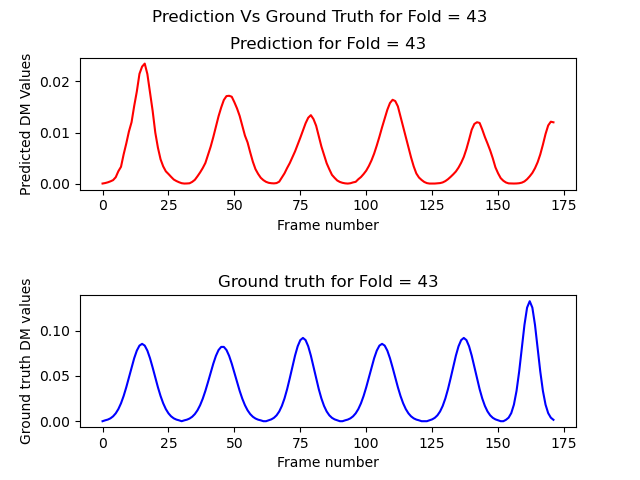 Prediction Vs Ground Truth for Fold = 43
Prediction for Fold = 43
Predicted DM Values
0.02
0.01
0.00
0 25 50 75 100 125 150 175
Frame number
Ground truth for Fold = 43
Ground truth DM values
0.10
0.05
0.00
0 25 50 75 100 125 150 175
Frame number